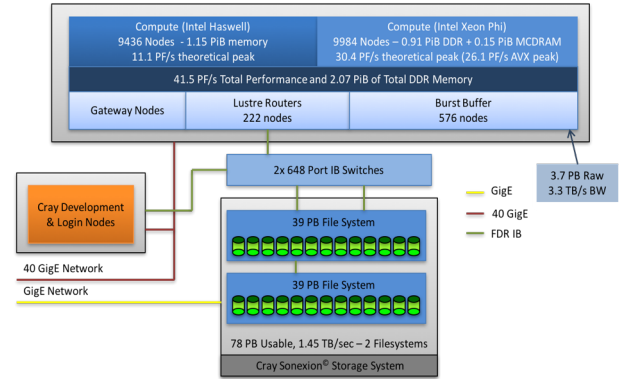 Compute (Intel Haswell)
9436 Nodes - 1.15 PiB memory
11.1 PF/s theoretical peak
Compute (Intel Xeon Phi)
9984 Nodes – 0.91 PiB DDR + 0.15 PiB MCDRAM
30.4 PF/s theoretical peak (26.1 PF/s AVX peak)
41.5 PF/s Total Performance and 2.07 PiB of Total DDR Memory
Gateway Nodes
Lustre Routers
222 nodes
Burst Buffer
576 nodes
2x 648 Port IB Switches
3.7 PB Raw
3.3 TB/s BW
Cray Development
& Login Nodes
GigE
40 GigE
FDR IB
39 PB File System
40 GigE Network
GigE Network
39 PB File System
78 PB Usable, 1.45 TB/sec – 2 Filesystems
Cray Sonexion© Storage System